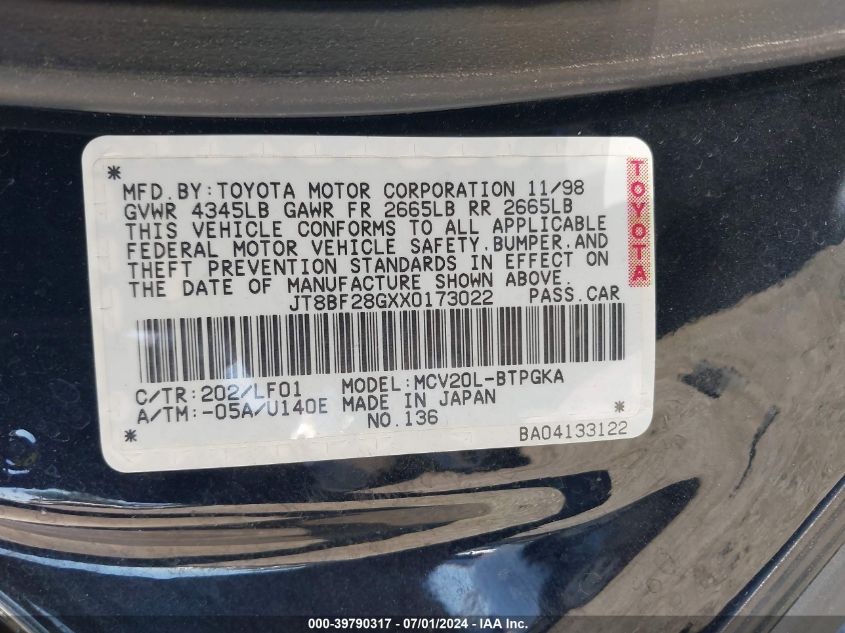 MFD. BY: TOYOTA MOTOR CORPORATION 11/98
GVWR 4345LB GAWR FR 2665LB RR 2665LB
THIS VEHICLE CONFORMS TO ALL APPLICABLE
FEDERAL MOTOR VEHICLE SAFETY. BUMPER. AND
THEFT PREVENTION STANDARDS IN EFFECT ON
THE DATE OF MANUFACTURE SHOWN ABOVE.
JT8BF28GXX0173022 PASS. CAR
TOYOTA
C/TR: 202/LF01 MODEL: MCV20L-BTPGKA
A/TM: -05A/U140E MADE IN JAPAN
NO. 136
BA04133122
000-39790317 / 07/01/2024 - IAA Inc.